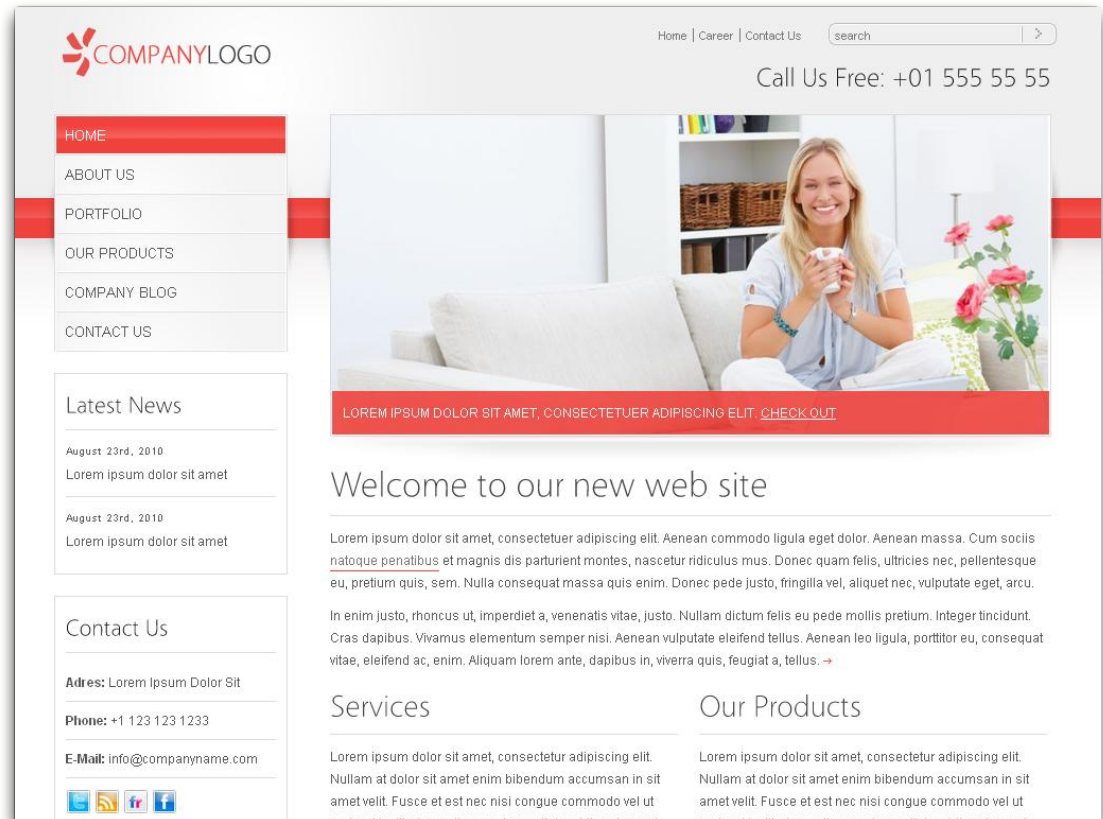 COMPANYLOGO
Home | Career | Contact Us
search
Call Us Free: +01 555 55 55
HOME
ABOUT US
PORTFOLIO
OUR PRODUCTS
COMPANY BLOG
CONTACT US
LOREM IPSUM DOLOR SIT AMET, CONSECTETUER ADIPISCING ELIT. CHECK OUT
Latest News
August 23rd, 2010
Lorem ipsum dolor sit amet
August 23rd, 2010
Lorem ipsum dolor sit amet
Contact Us
Adres: Lorem Ipsum Dolor Sit
Phone: +1 123 123 1233
E-Mail: info@companyname.com
fr
Welcome to our new web site
Lorem ipsum dolor sit amet, consectetuer adipiscing elit. Aenean commodo ligula eget dolor. Aenean massa. Cum sociis
natoque penatibus et magnis dis parturient montes, nascetur ridiculus mus. Donec quam felis, ultricies nec, pellentesque
eu, pretium quis, sem. Nulla consequat massa quis enim. Donec pede justo, fringilla vel, aliquet nec, vulputate eget, arcu.
In enim justo, rhoncus ut, imperdiet a, venenatis vitae, justo. Nullam dictum felis eu pede mollis pretium. Integer tincidunt.
Cras dapibus. Vivamus elementum semper nisi. Aenean vulputate eleifend tellus. Aenean leo ligula, porttitor eu, consequat
vitae, eleifend ac, enim. Aliquam lorem ante, dapibus in, viverra quis, feugiat a, tellus. →
Services
Lorem ipsum dolor sit amet, consectetur adipiscing elit.
Nullam at dolor sit amet enim bibendum accumsan in sit
amet velit. Fusce et est nec nisi congue commodo vel ut
Our Products
Lorem ipsum dolor sit amet, consectetur adipiscing elit.
Nullam at dolor sit amet enim bibendum accumsan in sit
amet velit. Fusce et est nec nisi congue commodo vel ut